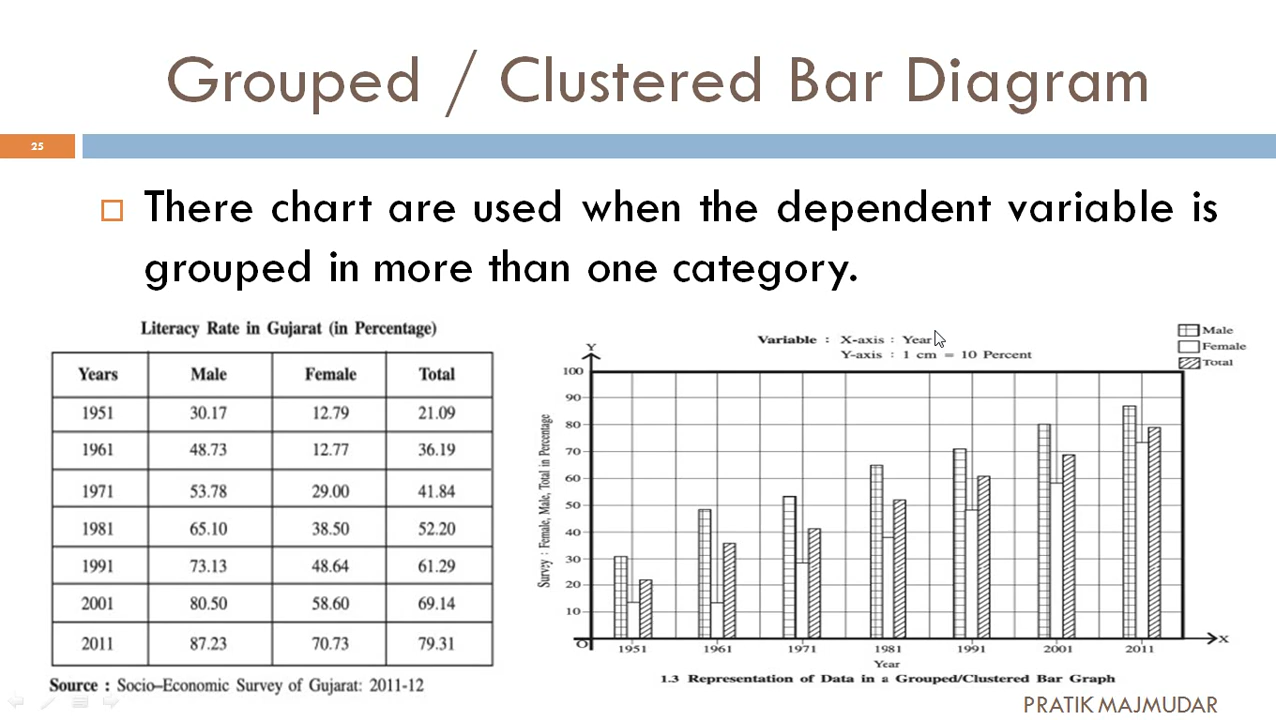 Grouped / Clustered Bar Diagram
25
There chart are used when the dependent variable is
grouped in more than one category.
Literacy Rate in Gujarat (in Percentage)
Years Male Female Total
1951 30.17 12.79 21.09
1961 48.73 12.77 36.19
1971 53.78 29.00 41.84
1981 65.10 38.50 52.20
1991 73.13 48.64 61.29
2001 80.50 58.60 69.14
2011 87.23 70.73 79.31
Source : Socio–Economic Survey of Gujarat: 2011-12
Variable : X-axis : Year
Y-axis : 1 cm = 10 Percent
Male
Female
Total
Y
100
90
80
70
60
50
40
30
20
10
O
X
Survey : Female, Male, Total in Percentage
1951 1961 1971 1981 1991 2001 2011
Year
1.3 Representation of Data in a Grouped/Clustered Bar Graph
PRATIK MAJMUDAR